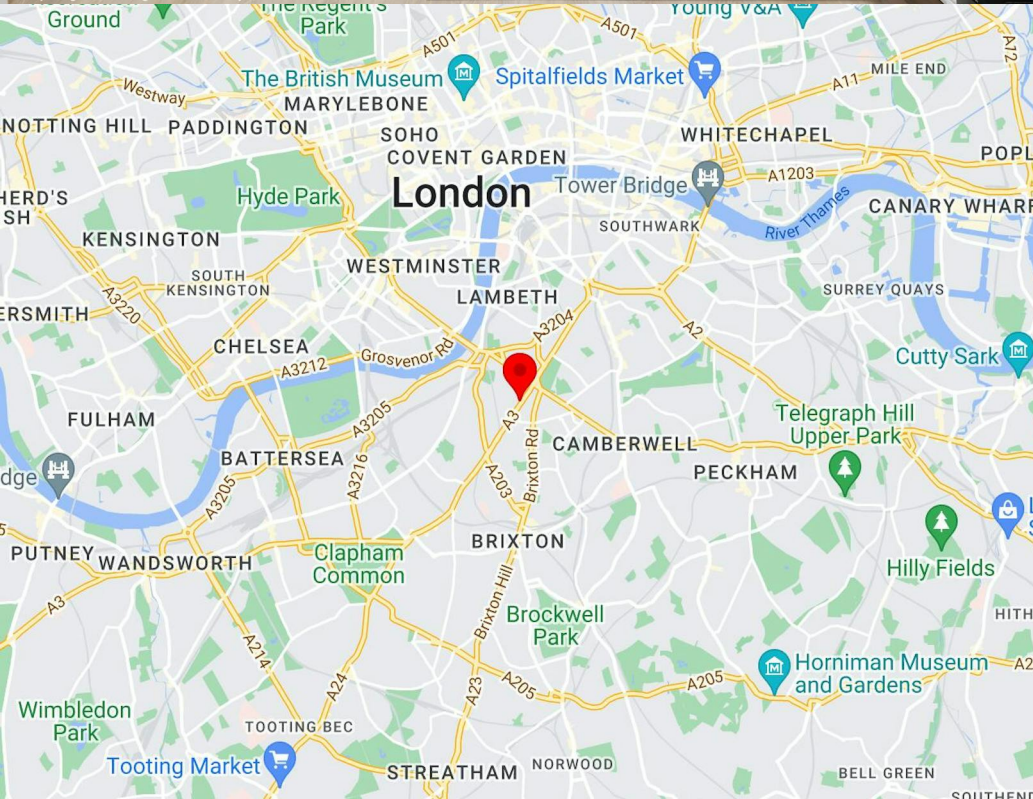 Ground
The Regent's
Park
Young V&A
A501
A501
A72
The British Museum
Spitalfields Market
A11
MILE END
Westway
MARYLEBONE
NOTTING HILL
PADDINGTON
SOHO
WHITECHAPEL
COVENT GARDEN
POPL
Hyde Park
London
Tower Bridge
A1203
HERD'S
SH
CANARY WHARF
SOUTHWARK
River Thames
KENSINGTON
WESTMINSTER
SOUTH
KENSINGTON
LAMBETH
SURREY QUAYS
ERSMITH
A3220
A3204
A2
CHELSEA
Grosvenor Rd
A3212
Cutty Sark
FULHAM
A3205
A3
Telegraph Hill
Upper Park
CAMBERWELL
BATTERSEA
PECKHAM
dge
A3205
A3216
A203
Brixton Rd
PUTNEY
WANDSWORTH
BRIXTON
Clapham
Common
Hilly Fields
A3
Brixton Hill
Brockwell
Park
HITH
A214
Horniman Museum
and Gardens
A2
A24
A23
A205
A205
Wimbledon
Park
TOOTING BEC
Tooting Market
STREATHAM
NORWOOD
BELL GREEN
SOUTHEND